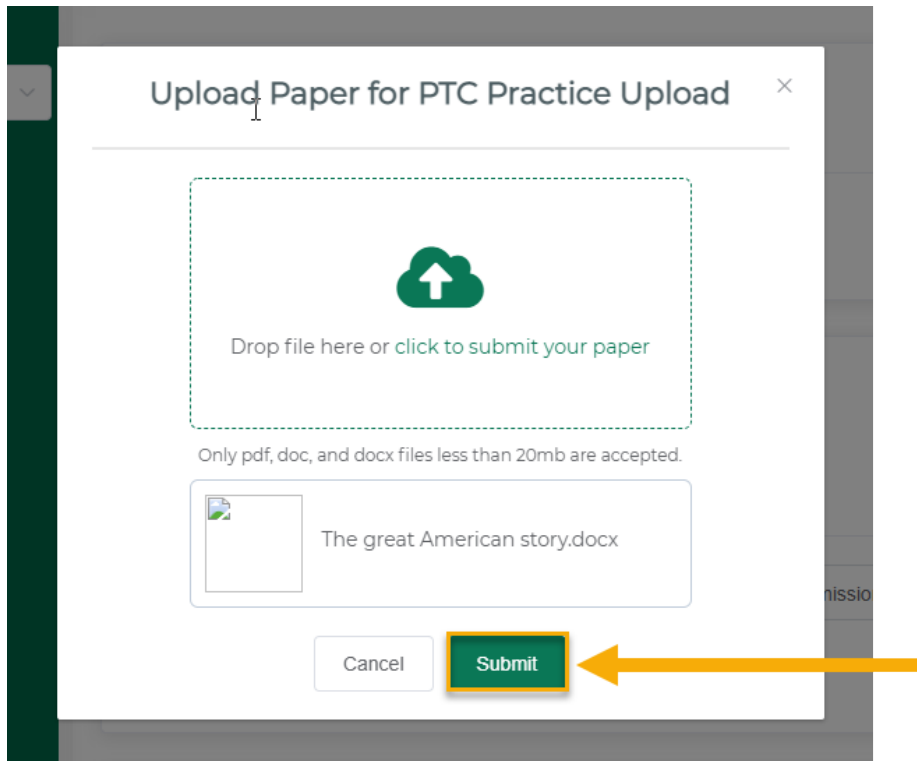 Upload Paper for PTC Practice Upload
Drop file here or click to submit your paper
Only pdf, doc, and docx files less than 20mb are accepted.
The great American story.docx
nission
Cancel
Submit